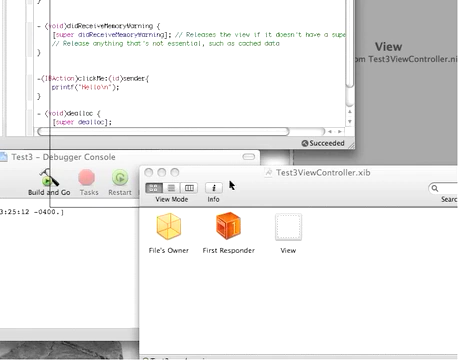 - (void)didReceiveMemoryWarning {
[super didReceiveMemoryWarning]; // Releases the view if it doesn't have a supe
// Release anything that's not essential, such as cached data
}
-(IBAction)clickMe:(id)sender{
printf("Hello\n");
}
- (void)dealloc {
[super dealloc];
Succeeded
View
om Test3ViewController.ni
Test3 - Debugger Console
Build and Go
Tasks
Restart
3:25:12 -0400.]
Test3ViewController.xib
View Mode
Info
Searc
File's Owner
First Responder
View